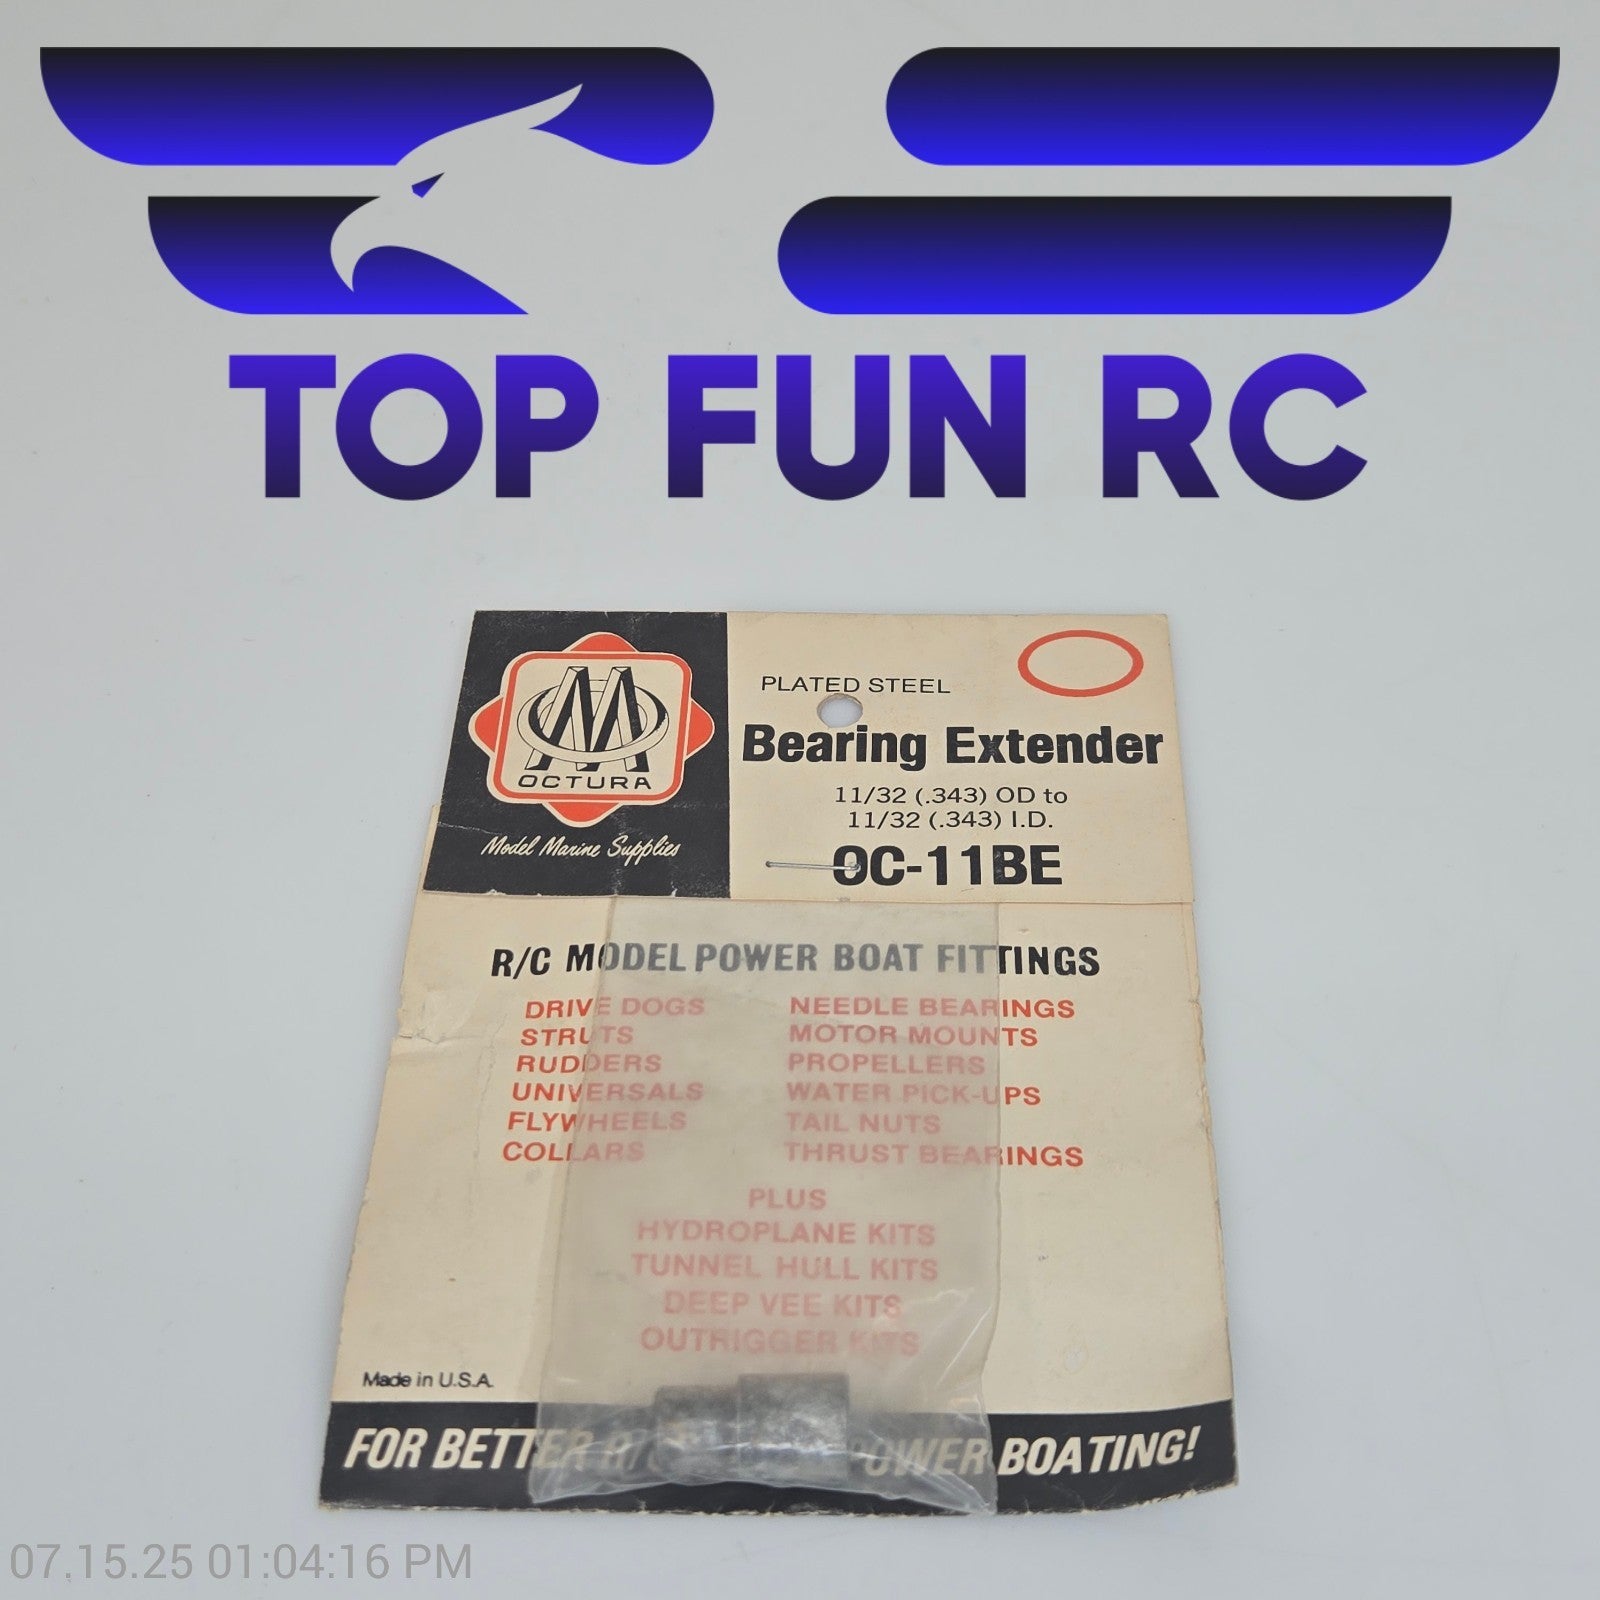 TOP FUN RC
OCTURA
Model Marine Supplies
PLATED STEEL
Bearing Extender
11/32 (.343) OD to
11/32 (.343) I.D.
OC-11BE
R/C MODEL POWER BOAT FITTINGS
DRIVE DOGS
STRUTS
RUDDERS
UNIVERSALS
FLYWHEELS
COLLARS
NEEDLE BEARINGS
MOTOR MOUNTS
PROPELLERS
WATER PICK-UPS
TAIL NUTS
THRUST BEARINGS
PLUS
HYDROPLANE KITS
TUNNEL HULL KITS
DEEP VEE KITS
OUTRIGGER KITS
Made in U.S.A.
FOR BETTER R/C POWER BOATING!
07.15.25 01:04:16 PM